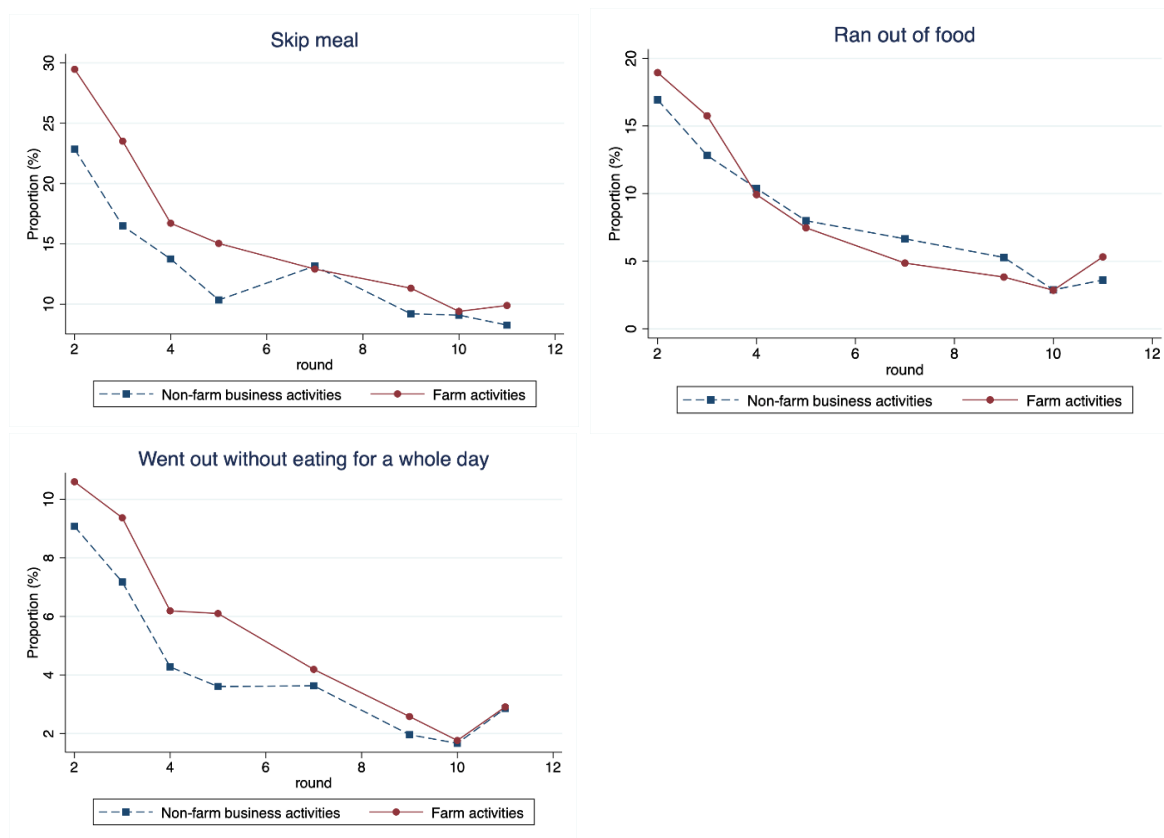 Skip meal
Proportion (%)
30
25
20
15
10
2 4 6 8 10 12
round
Non-farm business activities Farm activities
Ran out of food
Proportion (%)
20
15
10
5
0
2 4 6 8 10 12
round
Non-farm business activities Farm activities
Went out without eating for a whole day
Proportion (%)
10
8
6
4
2
2 4 6 8 10 12
round
Non-farm business activities Farm activities